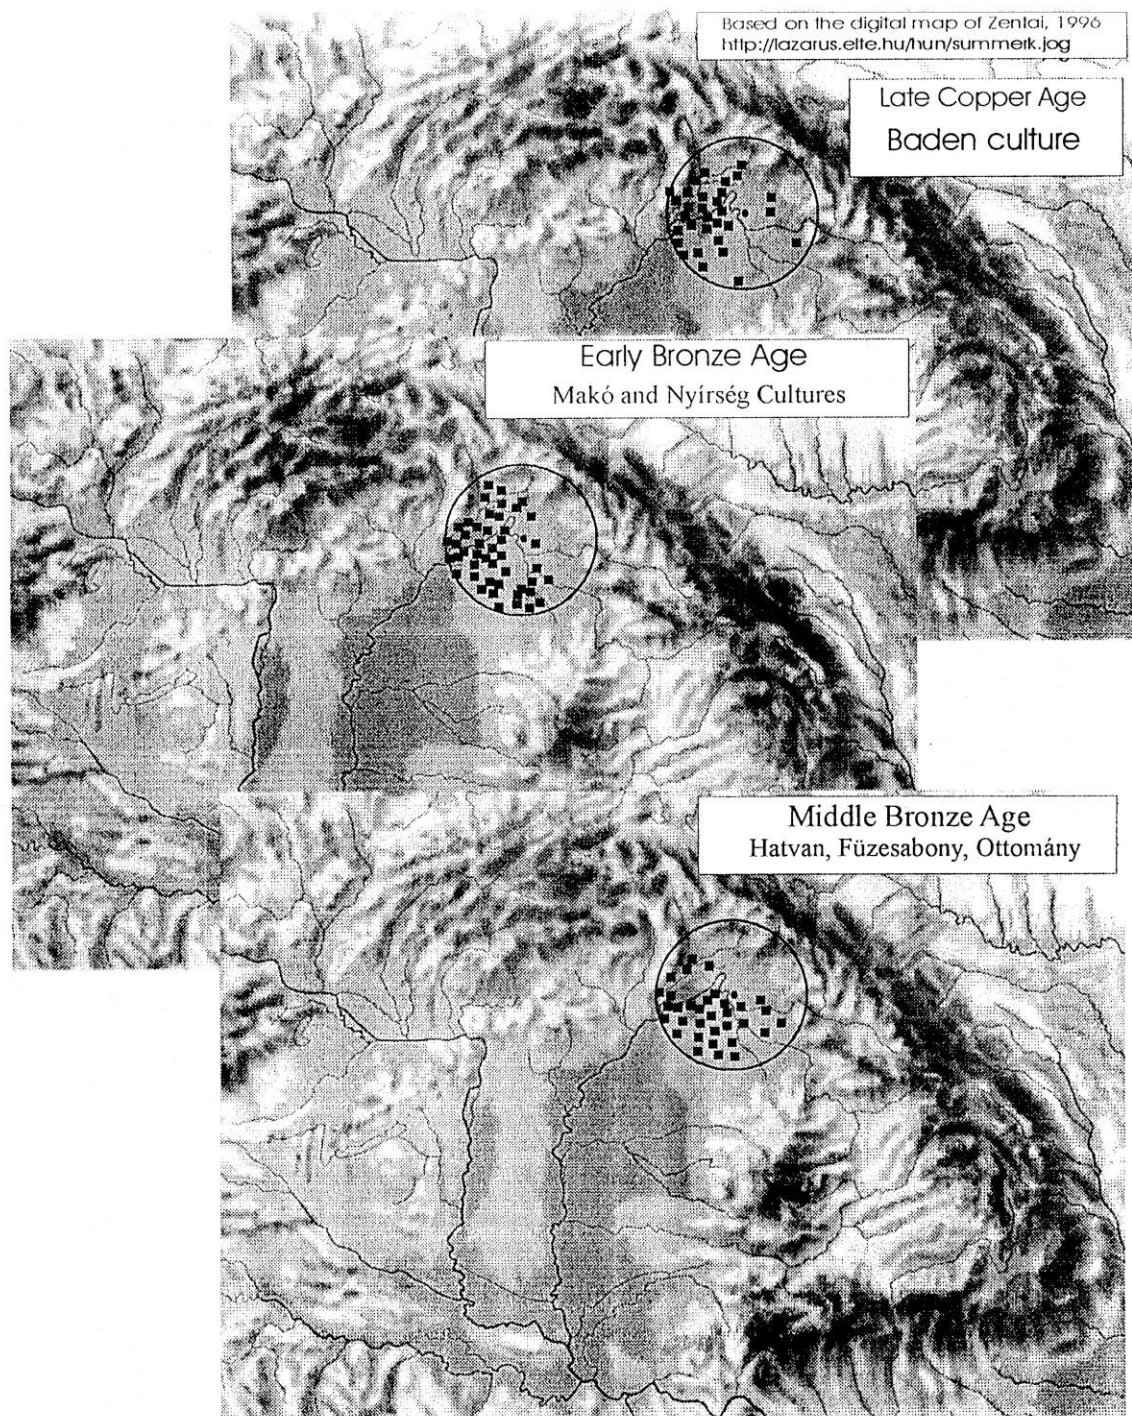 Based on the digital map of Zentai, 1996
http://lazarus.elte.hu/hun/summerk.jog
Late Copper Age
Baden culture
Early Bronze Age
Makó and Nyírség Cultures
Middle Bronze Age
Hatvan, Füzesabony, Ottomány